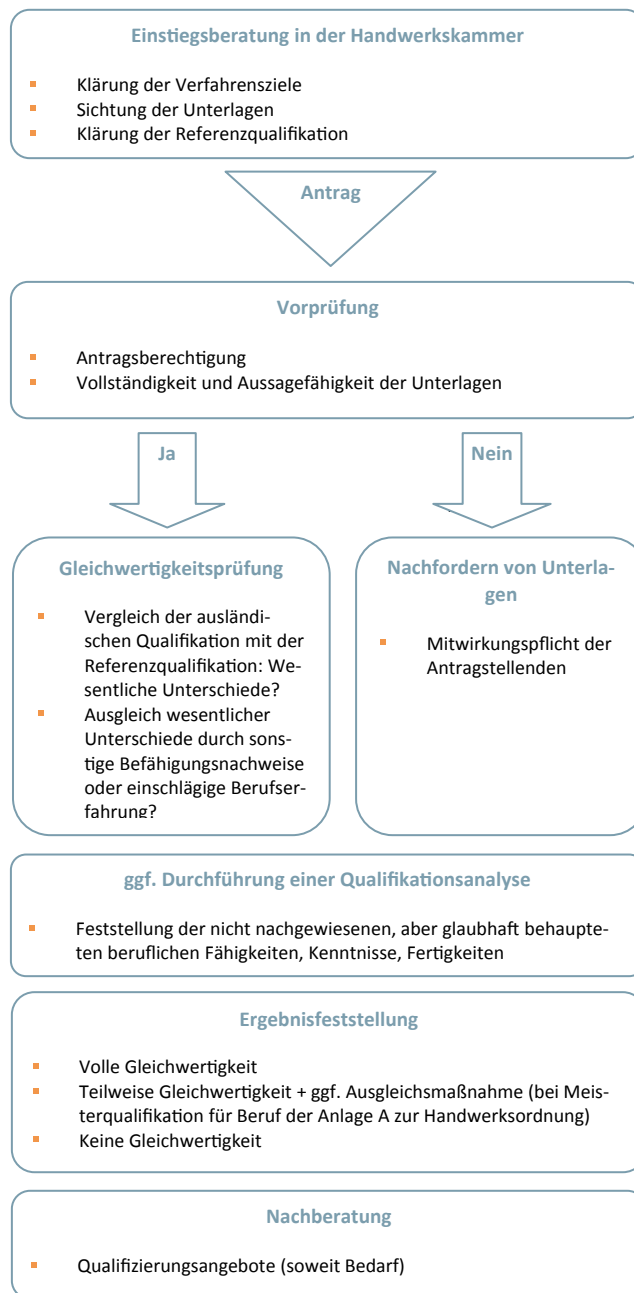 Einstiegsberatung in der Handwerkskammer
▪ Klärung der Verfahrensziele
▪ Sichtung der Unterlagen
▪ Klärung der Referenzqualifikation
Antrag
Vorprüfung
▪ Antragsberechtigung
▪ Vollständigkeit und Aussagefähigkeit der Unterlagen
Ja
Nein
Gleichwertigkeitsprüfung
▪ Vergleich der ausländi-
schen Qualifikation mit der
Referenzqualifikation: We-
sentliche Unterschiede?
▪ Ausgleich wesentlicher
Unterschiede durch sons-
tige Befähigungsnachweise
oder einschlägige Berufser-
fahrung?
Nachfordern von Unterla-
gen
▪ Mitwirkungspflicht der
Antragstellenden
ggf. Durchführung einer Qualifikationsanalyse
▪ Feststellung der nicht nachgewiesenen, aber glaubhaft behaupte-
ten beruflichen Fähigkeiten, Kenntnisse, Fertigkeiten
Ergebnisfeststellung
▪ Volle Gleichwertigkeit
▪ Teilweise Gleichwertigkeit + ggf. Ausgleichsmaßnahme (bei Meis-
terqualifikation für Beruf der Anlage A zur Handwerksordnung)
▪ Keine Gleichwertigkeit
Nachberatung
▪ Qualifizierungsangebote (soweit Bedarf)